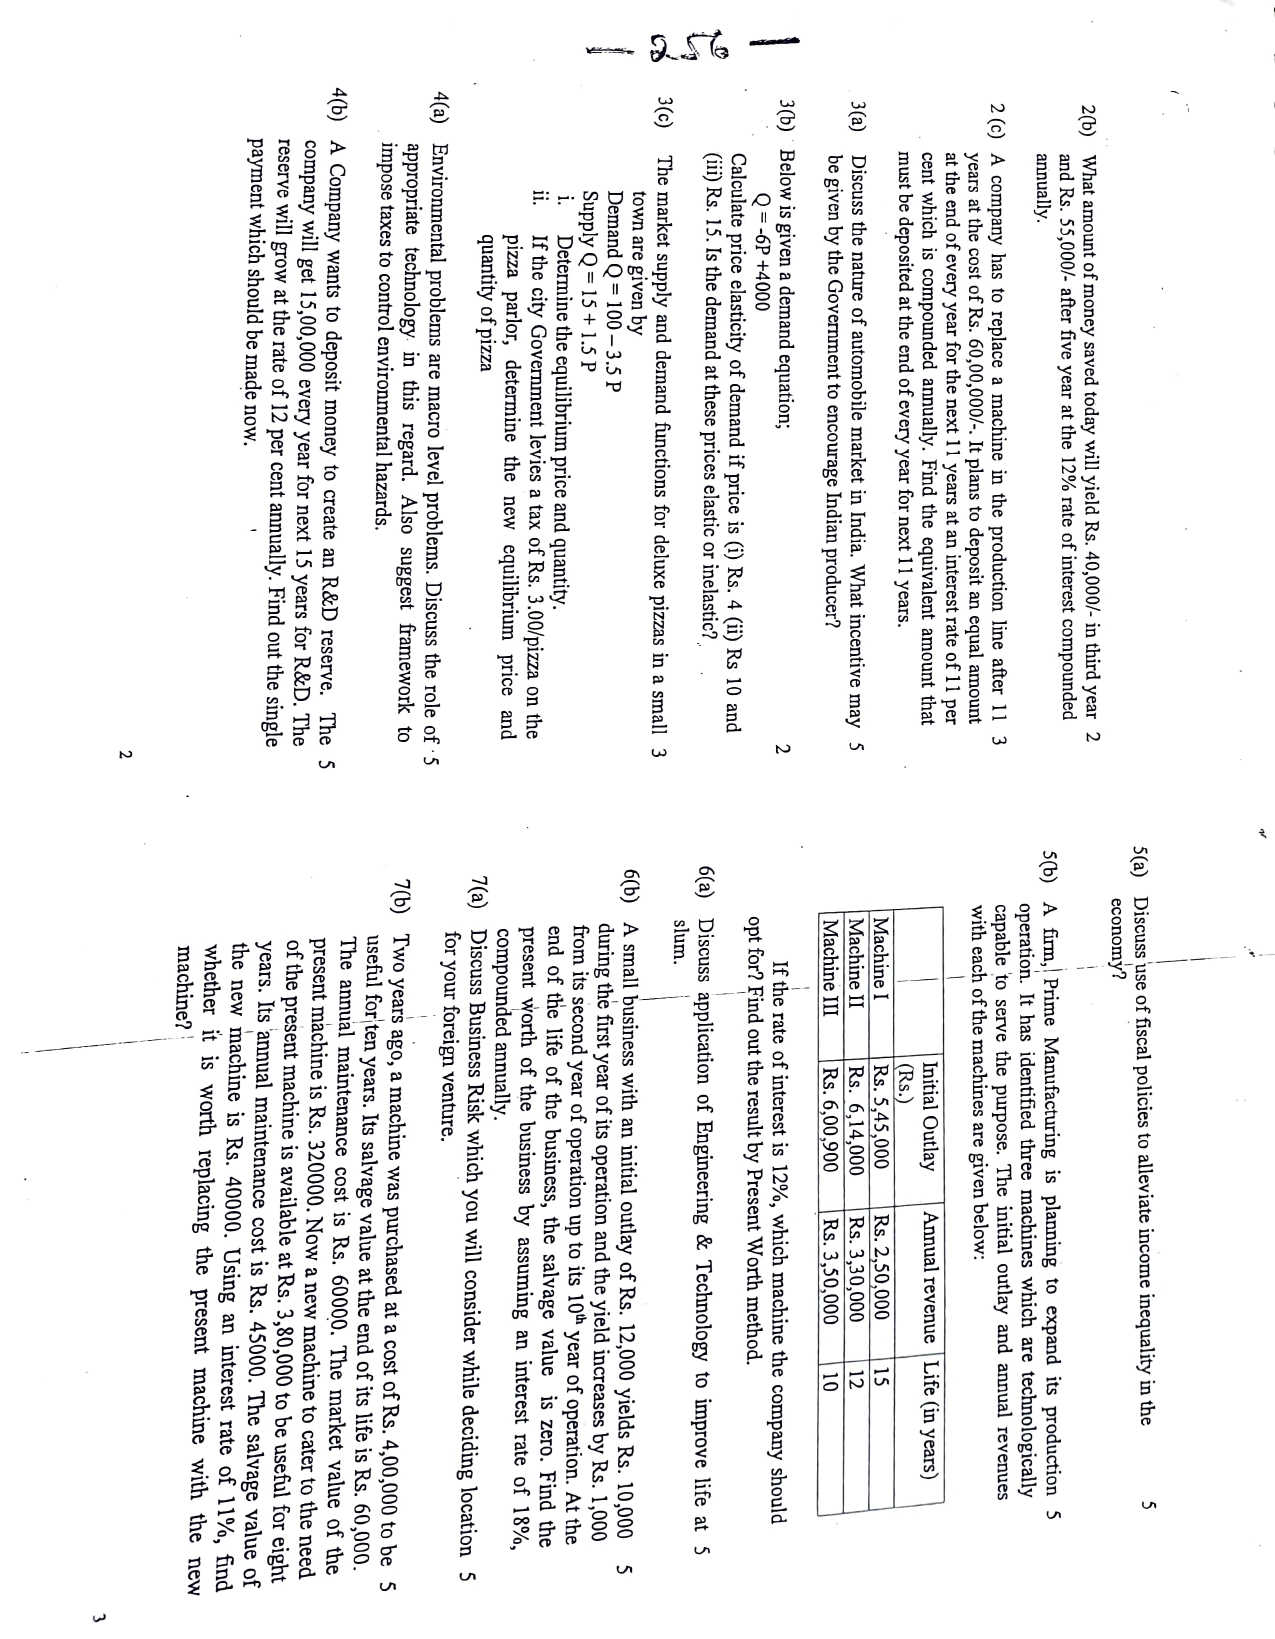 — 256 —
2(b) What amount of money saved today will yield Rs. 40,000/- in third year 2
and Rs. 55,000/- after five year at the 12% rate of interest compounded
annually.
2 (c) A company has to replace a machine in the production line after 11 3
years at the cost of Rs. 60,00,000/-. It plans to deposit an equal amount
at the end of every year for the next 11 years at an interest rate of 11 per
cent which is compounded annually. Find the equivalent amount that
must be deposited at the end of every year for next 11 years.
3(a) Discuss the nature of automobile market in India. What incentive may 5
be given by the Government to encourage Indian producer?
3(b) Below is given a demand equation; 2
Q = -6P +4000
Calculate price elasticity of demand if price is (i) Rs. 4 (ii) Rs 10 and
(iii) Rs. 15. Is the demand at these prices elastic or inelastic?
3(c) The market supply and demand functions for deluxe pizzas in a small 3
town are given by
Demand Q = 100 – 3.5 P
Supply Q = 15 + 1.5 P
i. Determine the equilibrium price and quantity.
ii. If the city Government levies a tax of Rs. 3.00/pizza on the
pizza parlor, determine the new equilibrium price and
quantity of pizza
4(a) Environmental problems are macro level problems. Discuss the role of 5
appropriate technology in this regard. Also suggest framework to
impose taxes to control environmental hazards.
4(b) A Company wants to deposit money to create an R&D reserve. The 5
company will get 15,00,000 every year for next 15 years for R&D. The
reserve will grow at the rate of 12 per cent annually. Find out the single
payment which should be made now.
2
5(a) Discuss use of fiscal policies to alleviate income inequality in the 5
economy?
5(b) A firm, Prime Manufacturing is planning to expand its production 5
operation. It has identified three machines which are technologically
capable to serve the purpose. The initial outlay and annual revenues
with each of the machines are given below:
Initial Outlay Annual revenue Life (in years)
(Rs.)
Machine I Rs. 5,45,000 Rs. 2,50,000 15
Machine II Rs. 6,14,000 Rs. 3,30,000 12
Machine III Rs. 6,00,900 Rs. 3,50,000 10
If the rate of interest is 12%, which machine the company should
opt for? Find out the result by Present Worth method.
6(a) Discuss application of Engineering & Technology to improve life at 5
slum.
6(b) A small business with an initial outlay of Rs. 12,000 yields Rs. 10,000 5
during the first year of its operation and the yield increases by Rs. 1,000
from its second year of operation up to its 10th year of operation. At the
end of the life of the business, the salvage value is zero. Find the
present worth of the business by assuming an interest rate of 18%,
compounded annually.
7(a) Discuss Business Risk which you will consider while deciding location 5
for your foreign venture.
7(b) Two years ago, a machine was purchased at a cost of Rs. 4,00,000 to be 5
useful for ten years. Its salvage value at the end of its life is Rs. 60,000.
The annual maintenance cost is Rs. 60000. The market value of the
present machine is Rs. 320000. Now a new machine to cater to the need
of the present machine is available at Rs. 3,80,000 to be useful for eight
years. Its annual maintenance cost is Rs. 45000. The salvage value of
the new machine is Rs. 40000. Using an interest rate of 11%, find
whether it is worth replacing the present machine with the new
machine?
3